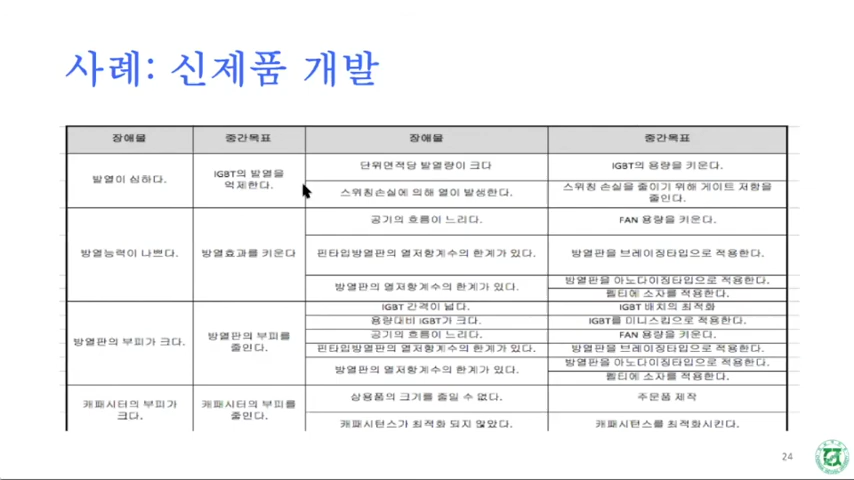 사례: 신제품 개발
장애물 중간목표 장애물 중간목표
발열이 심하다.
IGBT의 발열을
억제한다.
단위면적당 발열량이 크다
IGBT의 용량을 키운다.
스위칭손실에 의해 열이 발생한다.
스위칭 손실을 줄이기 위해 게이트 저항을
줄인다.
방열능력이 나쁘다.
방열효과를 키운다
공기의 흐름이 느리다.
FAN 용량을 키운다.
핀타입방열판의 열저항계수의 한계가 있다.
방열판을 브레이징타입으로 적용한다.
방열판의 열저항계수의 한계가 있다.
방열판을 아노다이징타입으로 적용한다.
펠티에 소자를 적용한다.
방열판의 부피가 크다.
방열판의 부피를
줄인다.
IGBT 간격이 넓다.
IGBT 배치의 최적화
용량대비 IGBT가 크다.
IGBT를 미니스킵으로 적용한다.
공기의 흐름이 느리다.
FAN 용량을 키운다.
핀타입방열판의 열저항계수의 한계가 있다.
방열판을 브레이징타입으로 적용한다.
방열판의 열저항계수의 한계가 있다.
방열판을 아노다이징타입으로 적용한다.
펠티에 소자를 적용한다.
캐패시터의 부피가
크다.
캐패시터의 부피를
줄인다.
상용품의 크기를 줄일 수 없다.
주문품 제작
캐패시턴스가 최적화 되지 않았다.
캐패시턴스를 최적화시킨다.
24